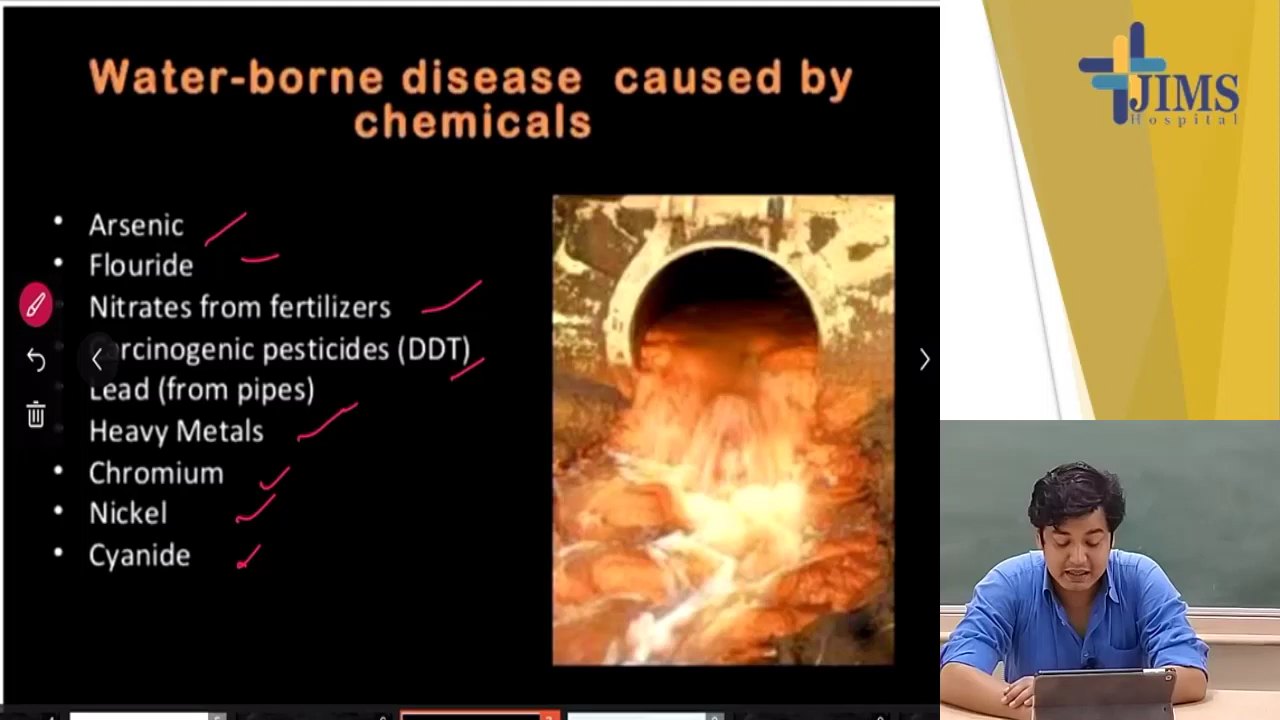 Water-borne disease caused by
chemicals
Arsenic
Flouride
Nitrates from fertilizers
arcinogenic pesticides (DDT)
Lead (from pipes)
Heavy Metals
Chromium
Nickel
Cyanide
JIMS
Hospital